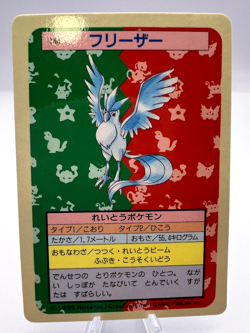 フリーザー
れいとうポケモン
タイプ1/こおり タイプ2/ひこう
たかさ/1.7メートル おもさ/55.4キログラム
おもなわざ/つつく・れいとうビーム
ふぶき・こうそくいどう
でんせつの とりポケモンの ひとつ。なが
い しっぽが たなびいて とんでいく すがた
は すばらしい。